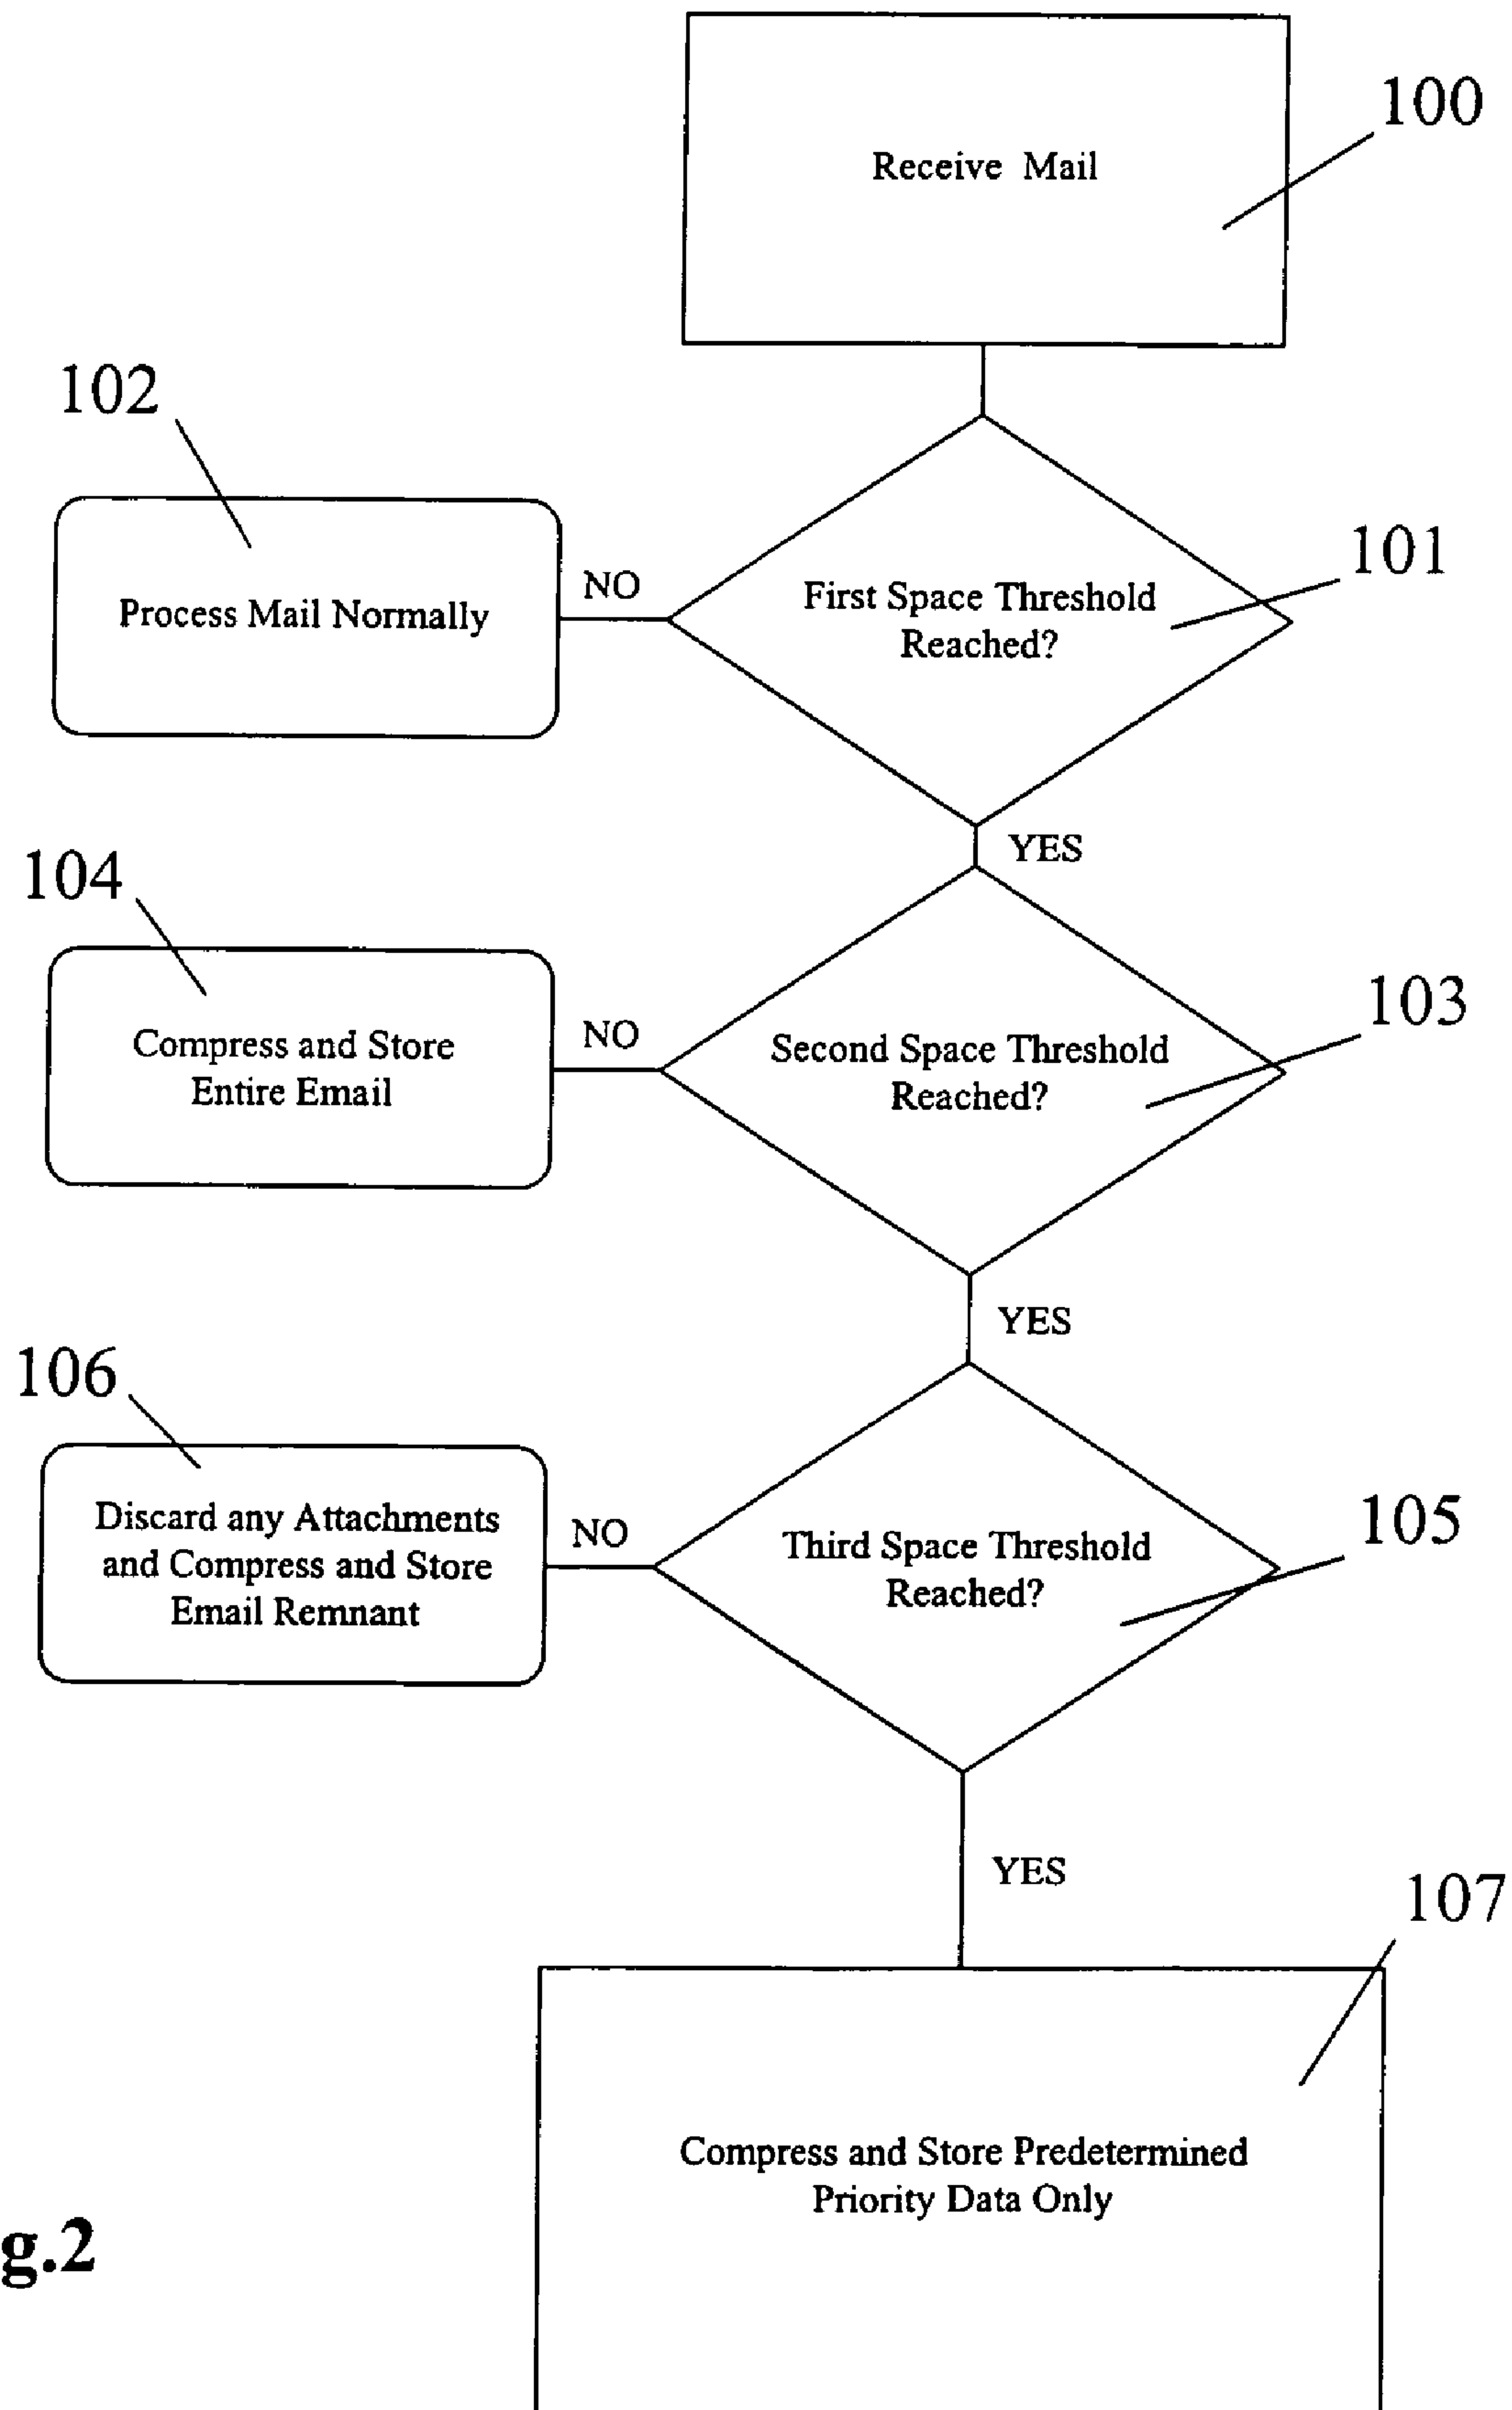 100
Receive Mail
102
101
Process Mail Normally
NO
First Space Threshold
Reached?
YES
104
103
Compress and Store
Entire Email
NO
Second Space Threshold
Reached?
YES
106
105
Discard any Attachments
and Compress and Store
Email Remnant
NO
Third Space Threshold
Reached?
YES
107
Compress and Store Predetermined
Priority Data Only
g.2